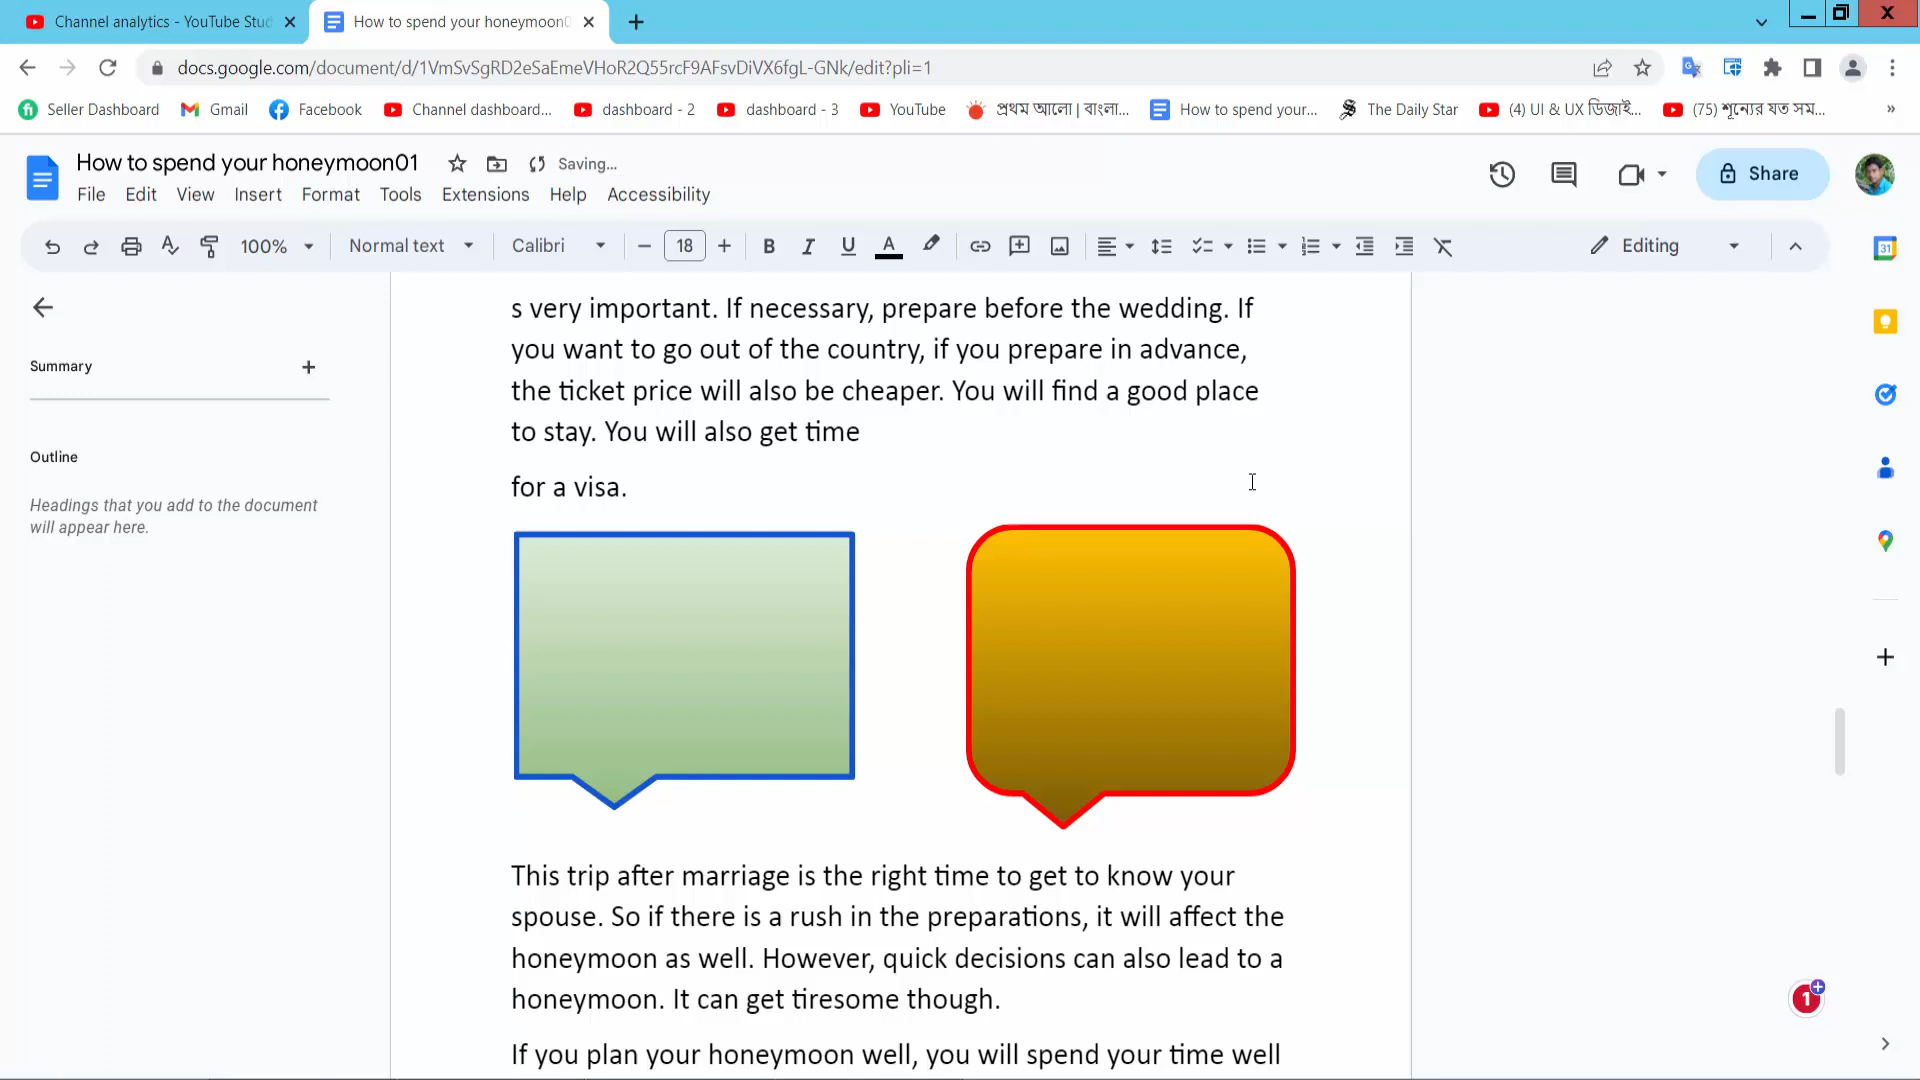 Channel analytics - YouTube Stud
How to spend your honeymoon0
docs.google.com/document/d/1VmSvSgRD2eSaEmeVHoR2Q55rcF9AFsvDiVX6fgL-GNk/edit?pli=1
Seller Dashboard Gmail Facebook Channel dashboard... dashboard - 2 dashboard - 3 YouTube প্রথম আলো | বাংলা... How to spend your... The Daily Star (4) UI & UX ডিজাই... (75) শূন্যের যত সম... »
How to spend your honeymoon01 Saving...
File Edit View Insert Format Tools Extensions Help Accessibility
Share
100% Normal text Calibri 18 B I U A Editing
31
Summary
Outline
Headings that you add to the document
will appear here.
s very important. If necessary, prepare before the wedding. If
you want to go out of the country, if you prepare in advance,
the ticket price will also be cheaper. You will find a good place
to stay. You will also get time
for a visa.
This trip after marriage is the right time to get to know your
spouse. So if there is a rush in the preparations, it will affect the
honeymoon as well. However, quick decisions can also lead to a
honeymoon. It can get tiresome though.
If you plan your honeymoon well, you will spend your time well
1